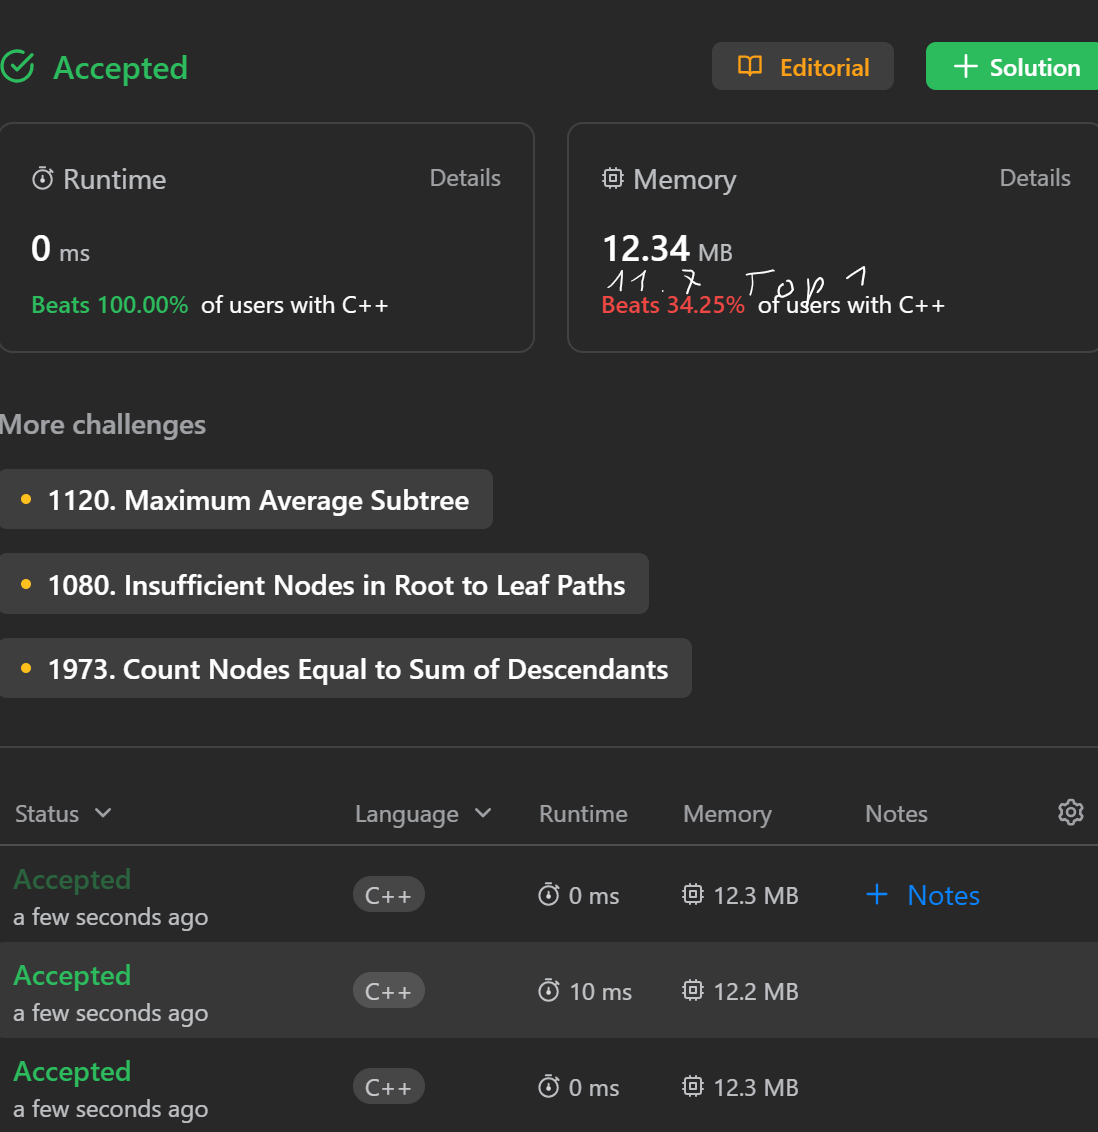 Accepted
Editorial
+ Solution
Runtime Details
0 ms
Beats 100.00% of users with C++
Memory Details
12.34 MB
11.7 Top 1
Beats 34.25% of users with C++
More challenges
1120. Maximum Average Subtree
1080. Insufficient Nodes in Root to Leaf Paths
1973. Count Nodes Equal to Sum of Descendants
Status Language Runtime Memory Notes
Accepted C++ 0 ms 12.3 MB + Notes
a few seconds ago
Accepted C++ 10 ms 12.2 MB
a few seconds ago
Accepted C++ 0 ms 12.3 MB
a few seconds ago